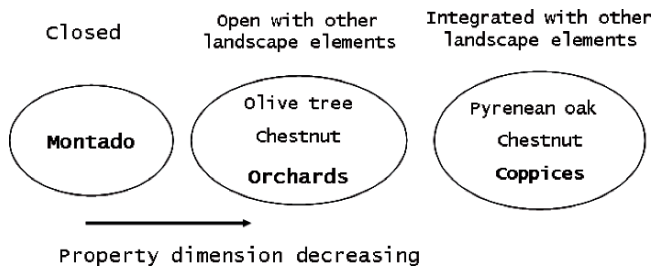 Closed
Open with other
landscape elements
Integrated with other
landscape elements
Montado
Olive tree
Chestnut
Orchards
Pyrenean oak
Chestnut
Coppices
Property dimension decreasing